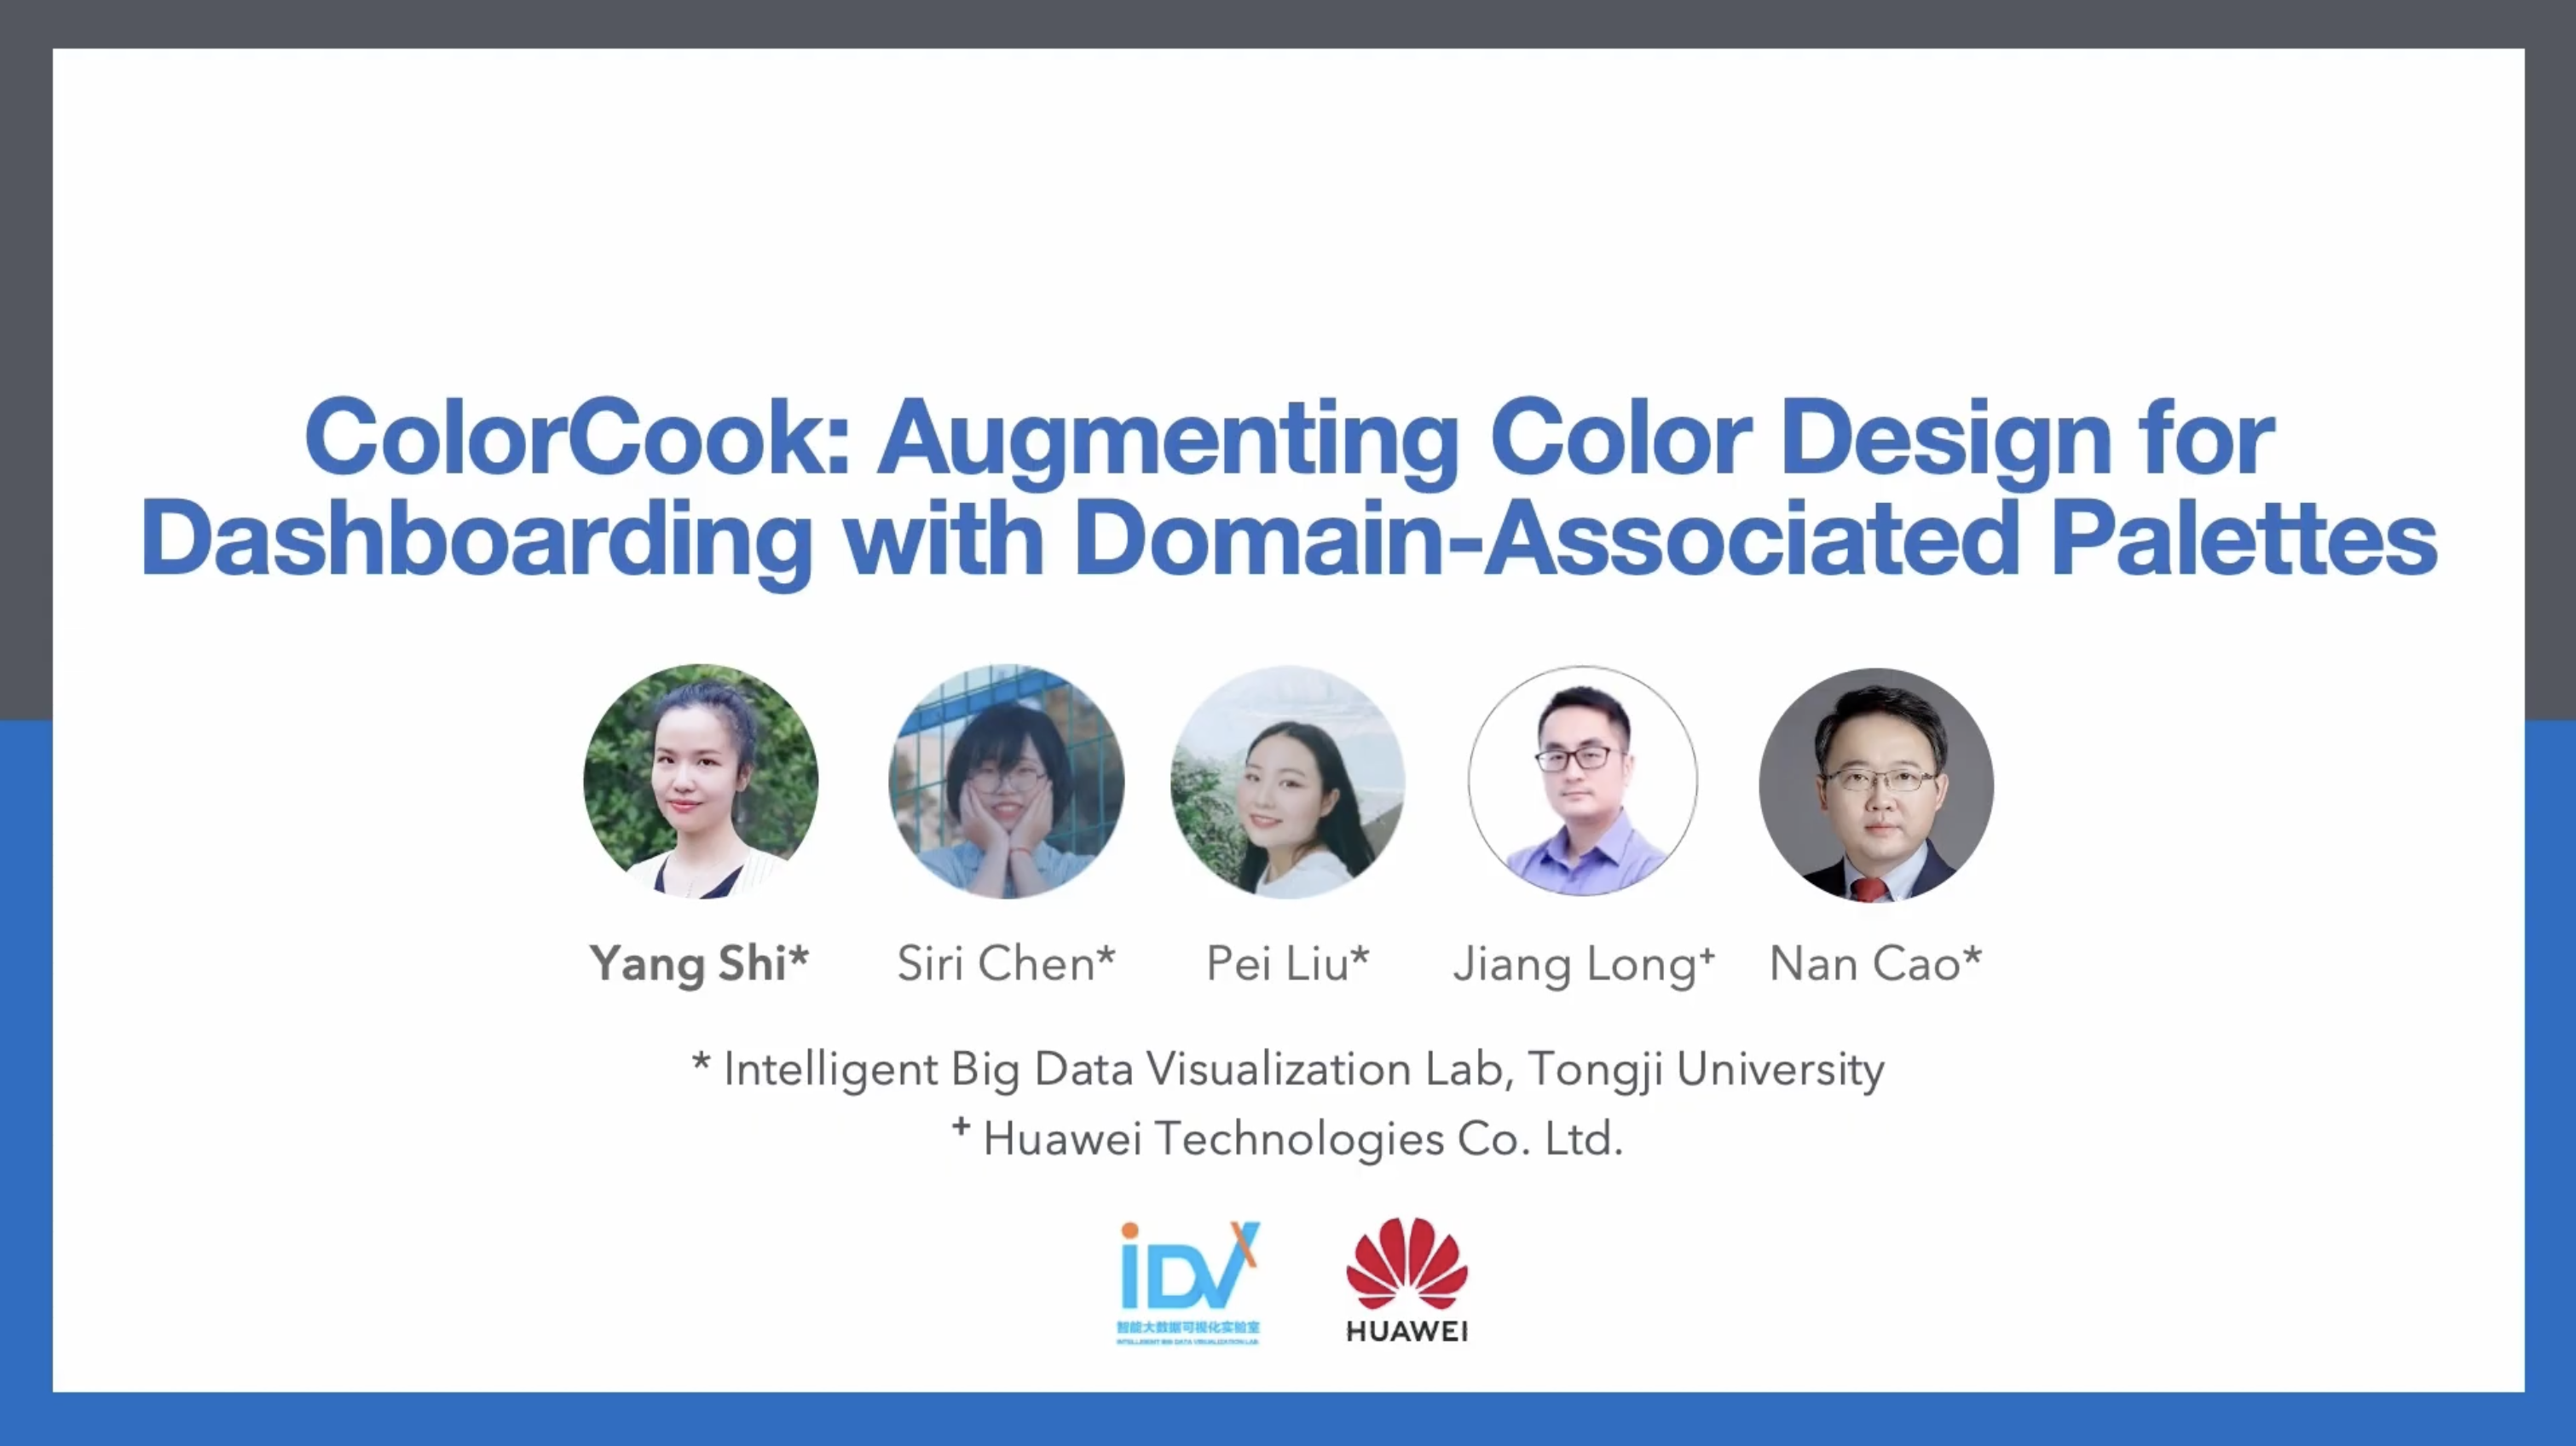 ColorCook: Augmenting Color Design for
Dashboarding with Domain-Associated Palettes
Yang Shi* Siri Chen* Pei Liu* Jiang Long+ Nan Cao*
* Intelligent Big Data Visualization Lab, Tongji University
+ Huawei Technologies Co. Ltd.
iDVx
智能大数据可视化实验室
INTELLIGENT BIG DATA VISUALIZATION LAB
HUAWEI